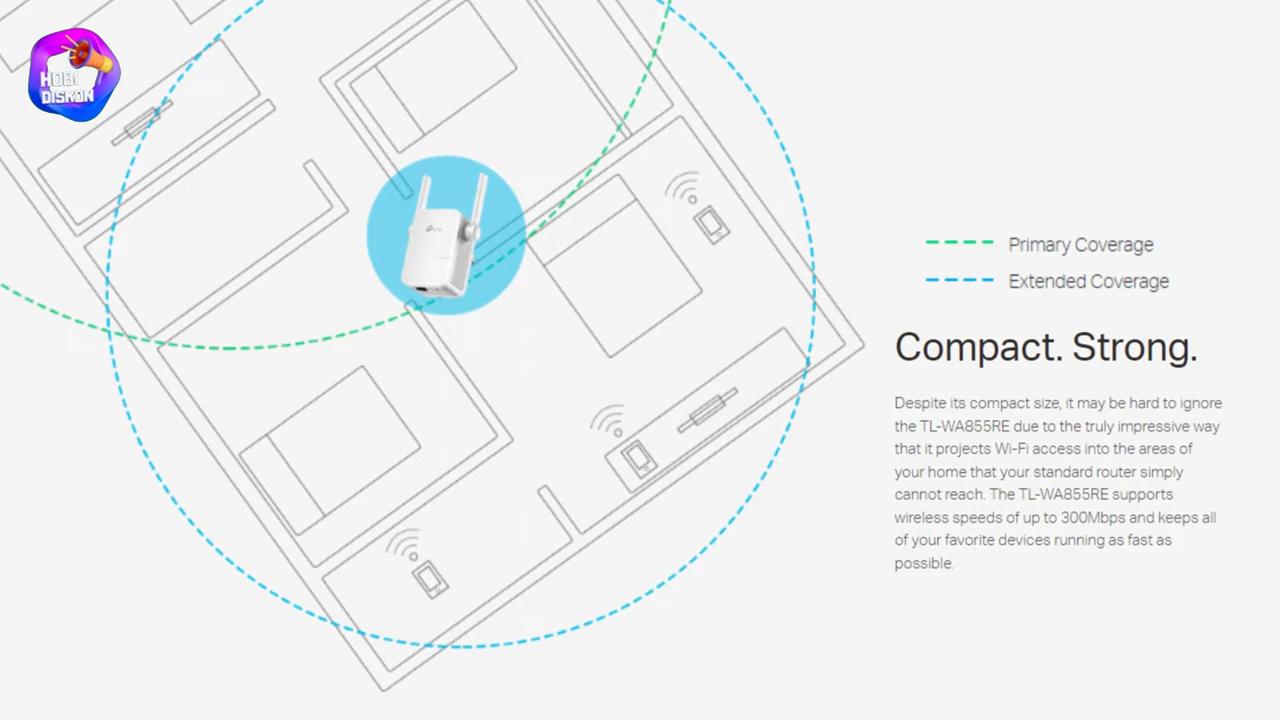 HOBI
DISKON
Primary Coverage
Extended Coverage
Compact. Strong.
Despite its compact size, it may be hard to ignore
the TL-WA855RE due to the truly impressive way
that it projects Wi-Fi access into the areas of
your home that your standard router simply
cannot reach. The TL-WA855RE supports
wireless speeds of up to 300Mbps and keeps all
of your favorite devices running as fast as
possible.